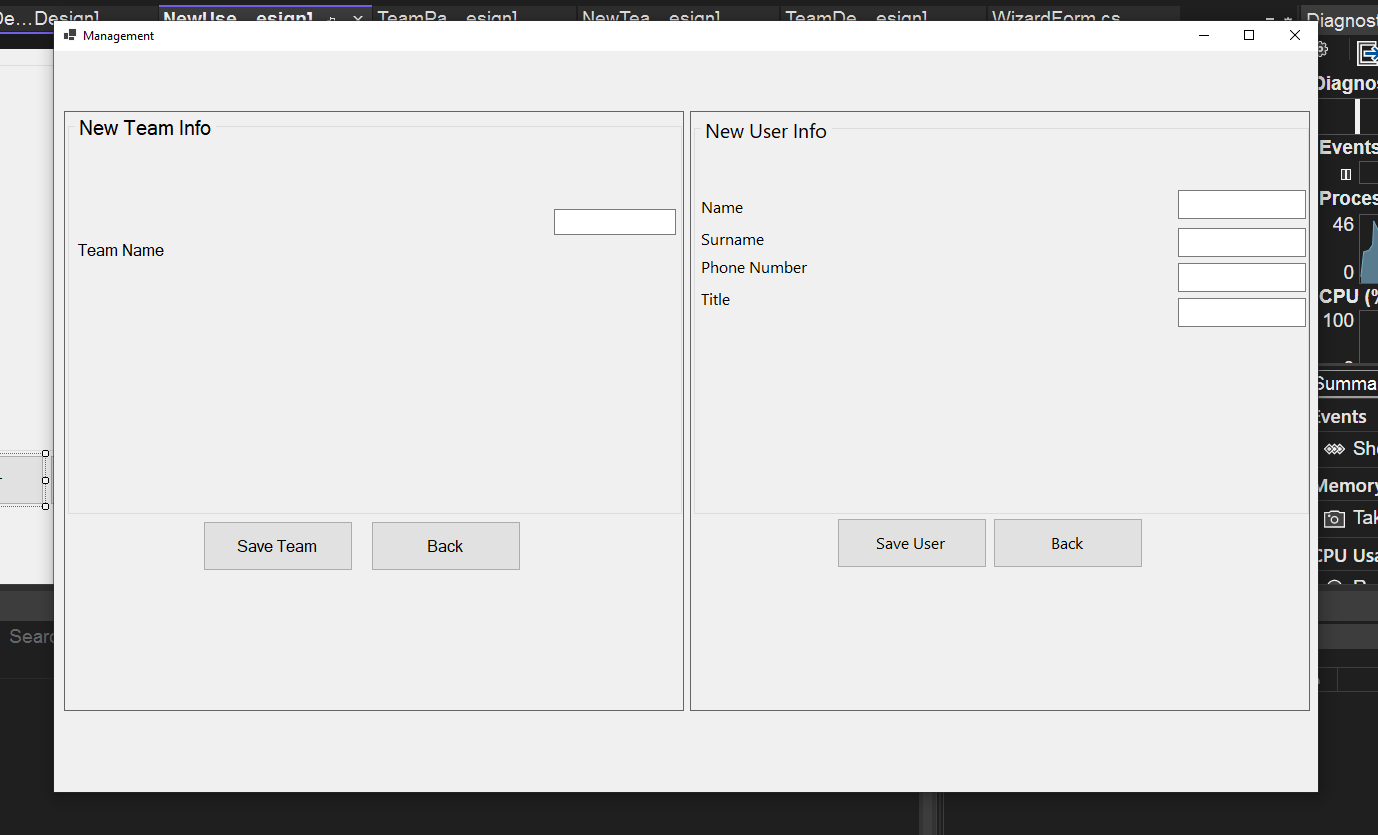 De...Design]
NewUse...esign]
TeamPa...esign]
NewTea...esign]
TeamDe...esign]
WizardForm.cs
Diagnost
Management
Diagnos
Events
Proces
46
0
CPU (%
100
Summa
Events
Sho
Memory
Tak
CPU Usa
New Team Info
Team Name
Save Team
Back
New User Info
Name
Surname
Phone Number
Title
Save User
Back
Searc